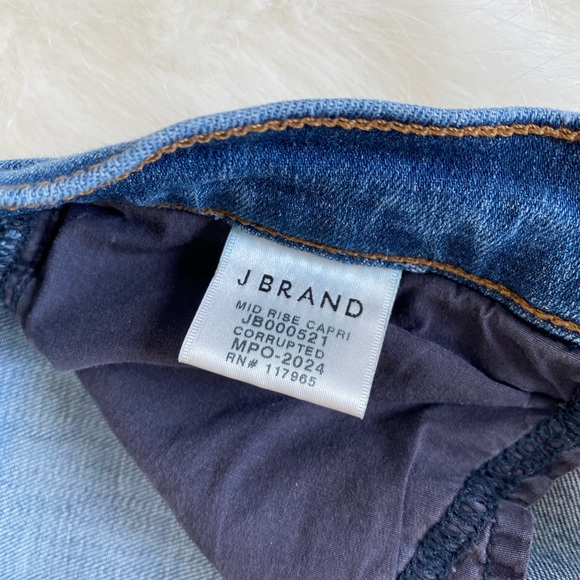 J BRAND
MID RISE CAPRI
JB000521
CORRUPTED
MPO-2024
RN# 117965